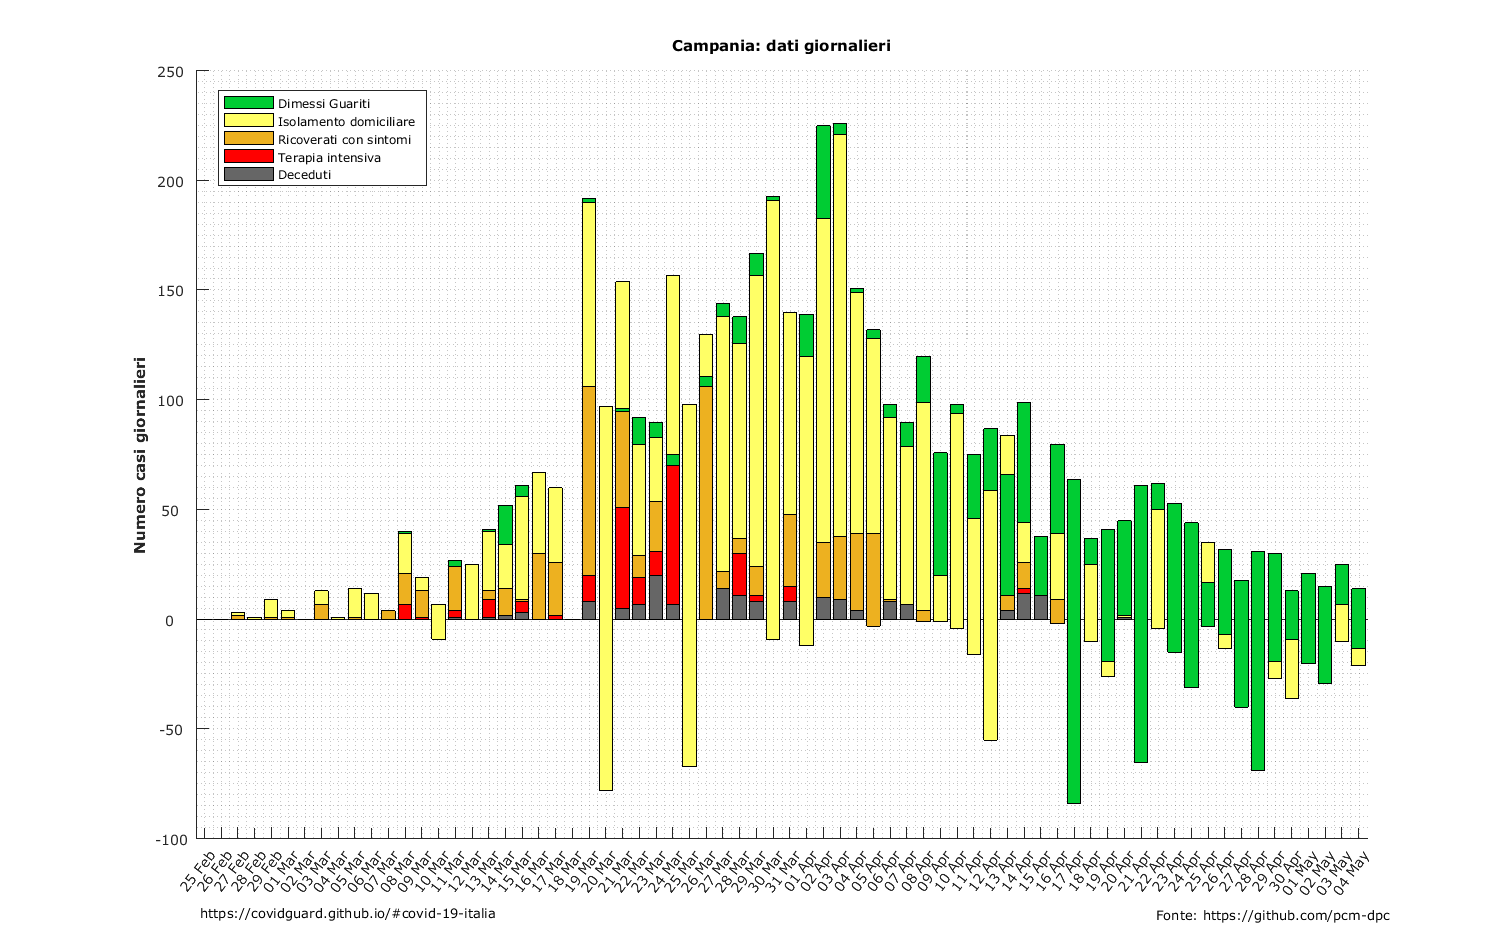 Campania: dati giornalieri
250
200
150
100
50
0
-50
-100
Numero casi giornalieri
Dimessi Guariti
Isolamento domiciliare
Ricoverati con sintomi
Terapia intensiva
Deceduti
25 Feb
26 Feb
27 Feb
28 Feb
29 Feb
01 Mar
02 Mar
03 Mar
04 Mar
05 Mar
06 Mar
07 Mar
08 Mar
09 Mar
10 Mar
11 Mar
12 Mar
13 Mar
14 Mar
15 Mar
16 Mar
17 Mar
18 Mar
19 Mar
20 Mar
21 Mar
22 Mar
23 Mar
24 Mar
25 Mar
26 Mar
27 Mar
28 Mar
29 Mar
30 Mar
31 Mar
01 Apr
02 Apr
03 Apr
04 Apr
05 Apr
06 Apr
07 Apr
08 Apr
09 Apr
10 Apr
11 Apr
12 Apr
13 Apr
14 Apr
15 Apr
16 Apr
17 Apr
18 Apr
19 Apr
20 Apr
21 Apr
22 Apr
23 Apr
24 Apr
25 Apr
26 Apr
27 Apr
28 Apr
29 Apr
30 Apr
01 May
02 May
03 May
04 May
https://covidguard.github.io/#covid-19-italia
Fonte: https://github.com/pcm-dpc